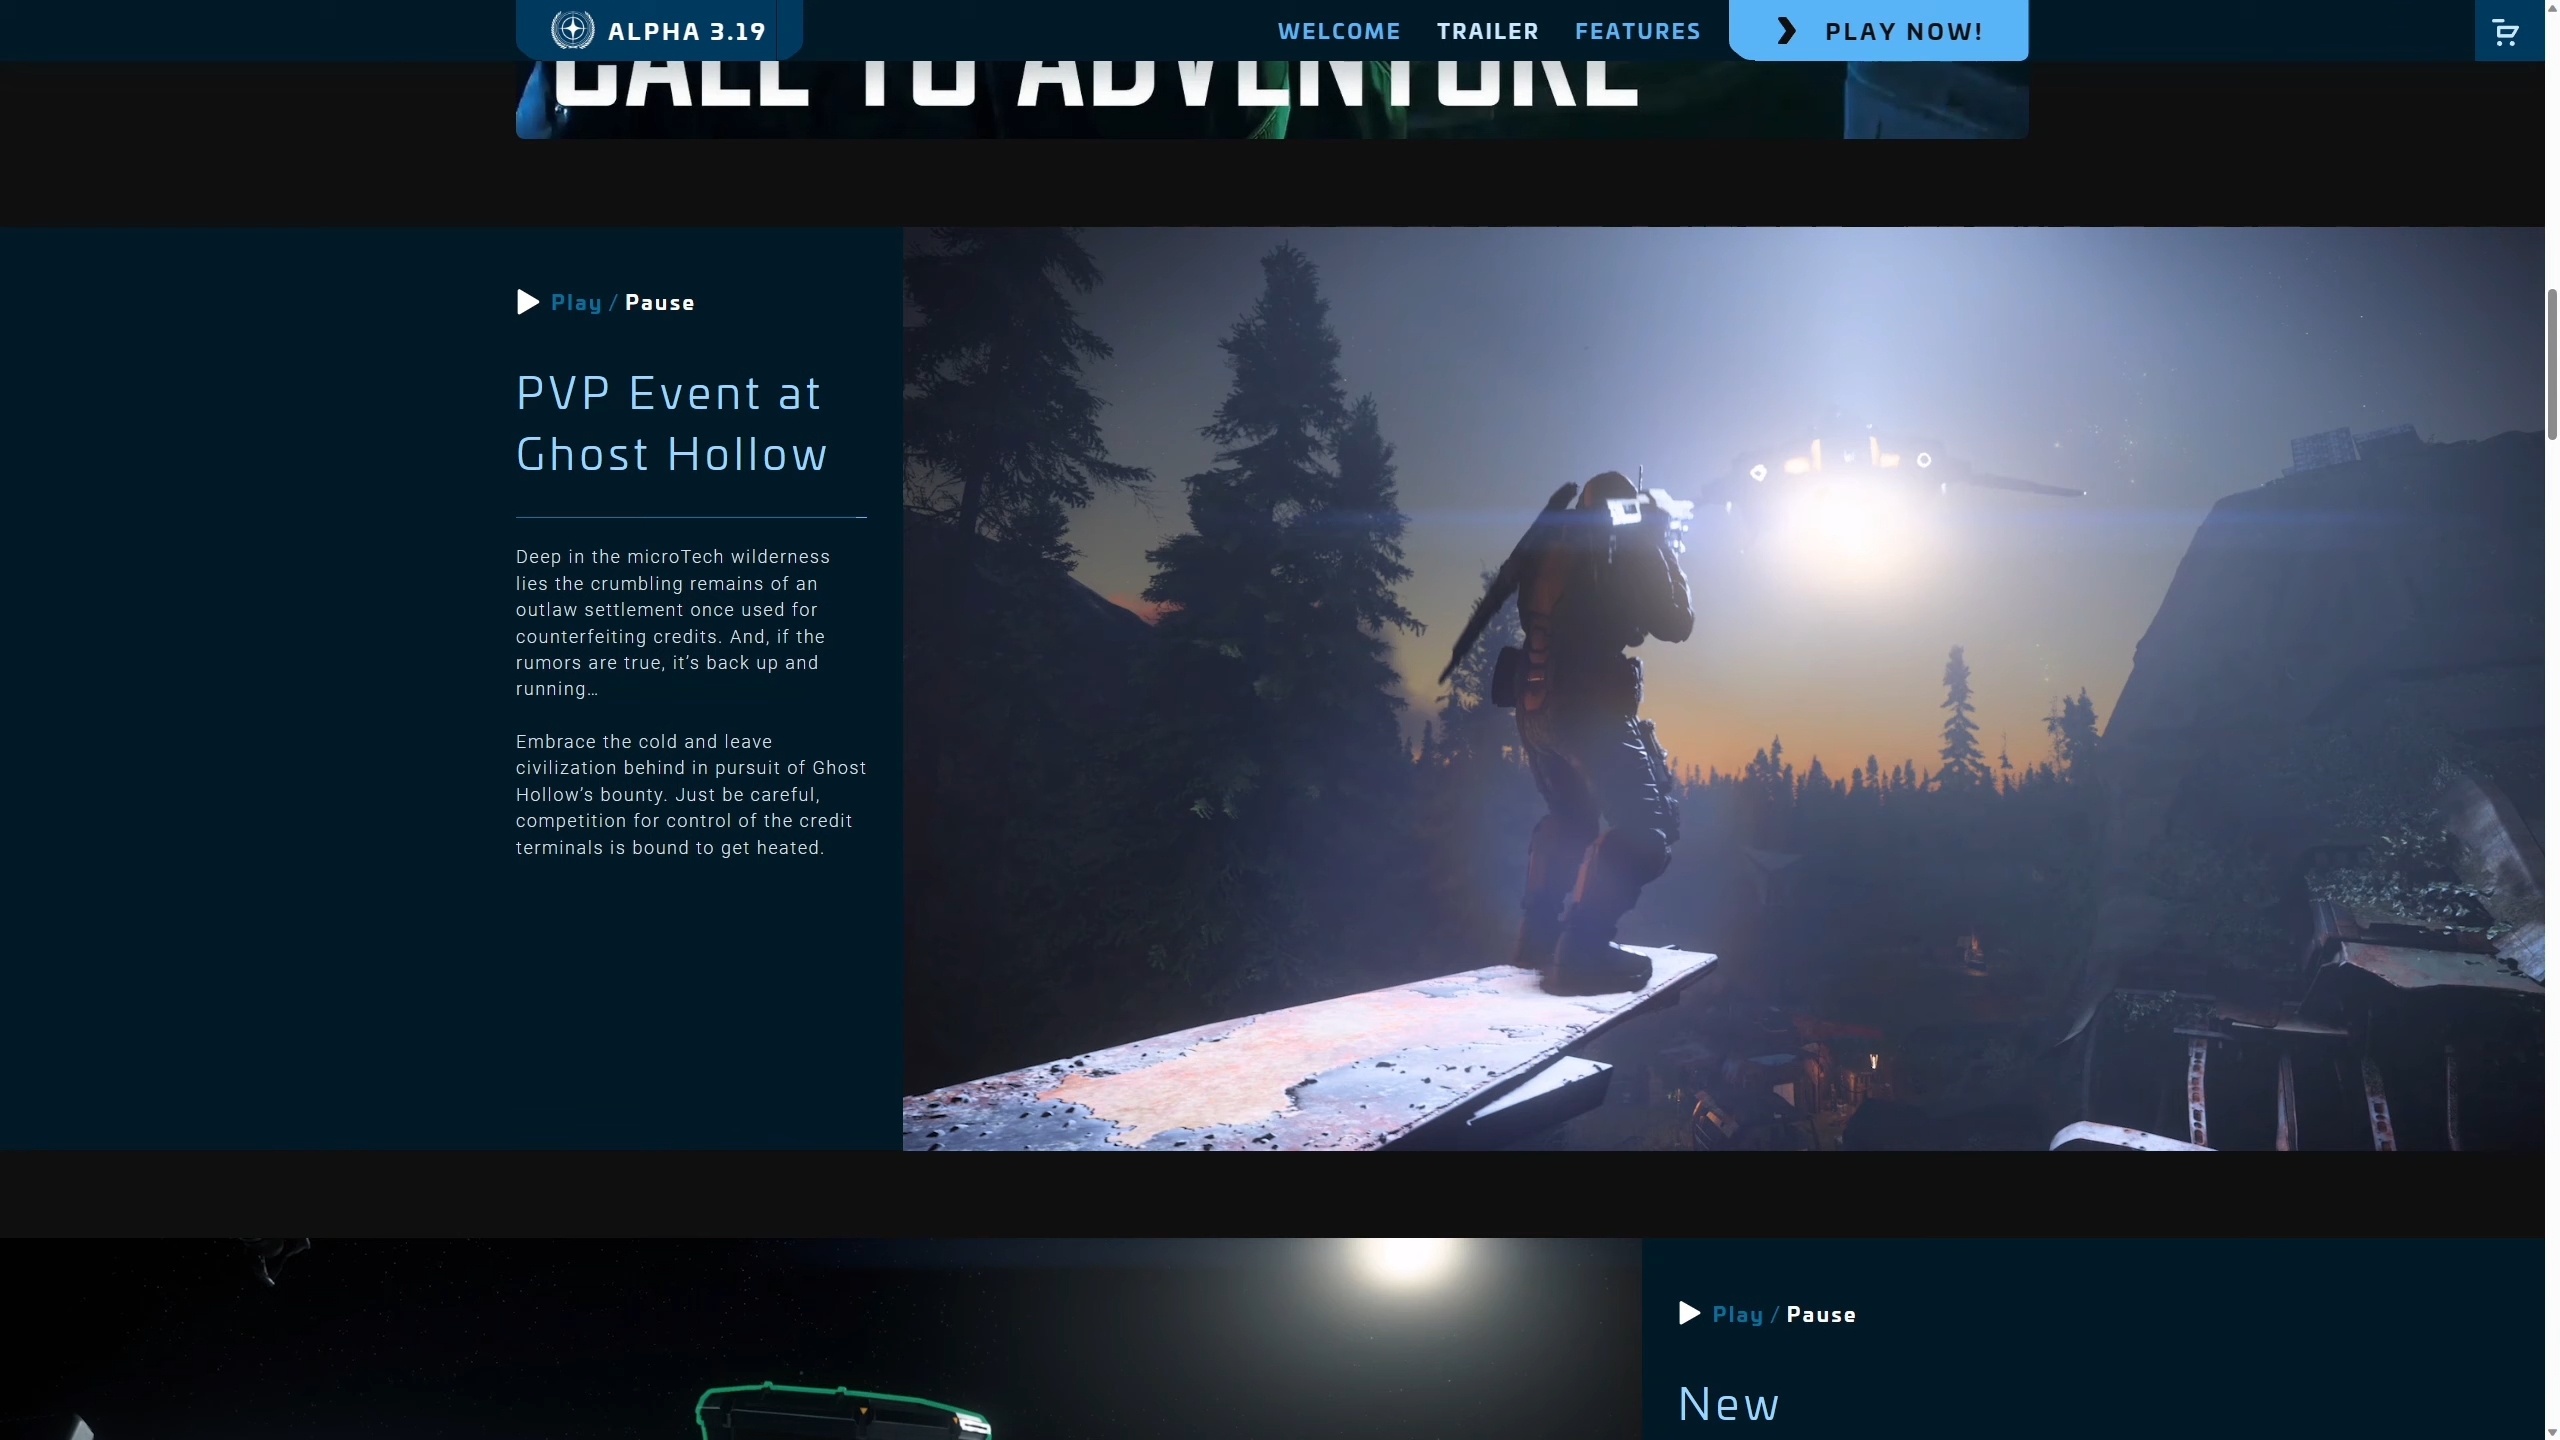 ALPHA 3.19
WELCOME TRAILER FEATURES PLAY NOW!
CALL TO ADVENTURE
Play / Pause
PVP Event at
Ghost Hollow
Deep in the microTech wilderness
lies the crumbling remains of an
outlaw settlement once used for
counterfeiting credits. And, if the
rumors are true, it’s back up and
running…
Embrace the cold and leave
civilization behind in pursuit of Ghost
Hollow’s bounty. Just be careful,
competition for control of the credit
terminals is bound to get heated.
Play / Pause
New